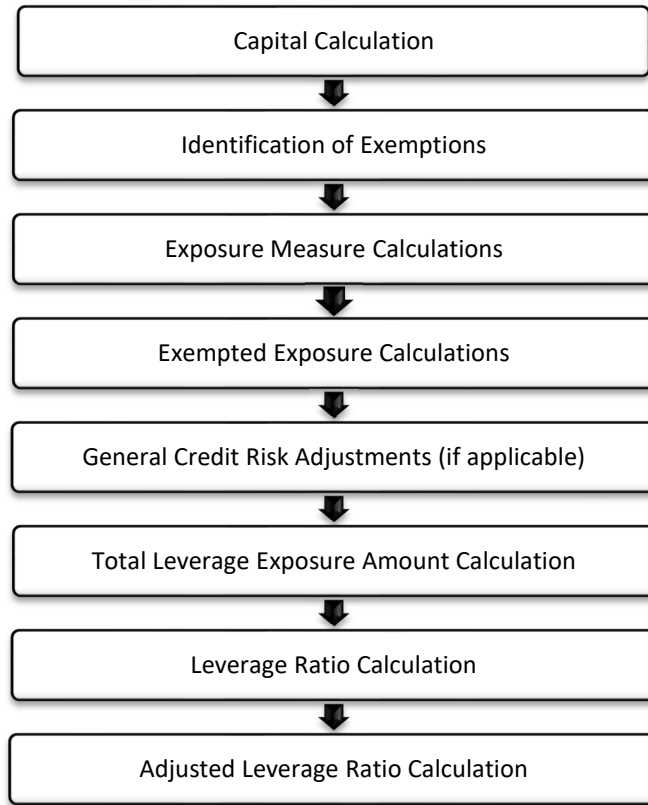 Capital Calculation
Identification of Exemptions
Exposure Measure Calculations
Exempted Exposure Calculations
General Credit Risk Adjustments (if applicable)
Total Leverage Exposure Amount Calculation
Leverage Ratio Calculation
Adjusted Leverage Ratio Calculation